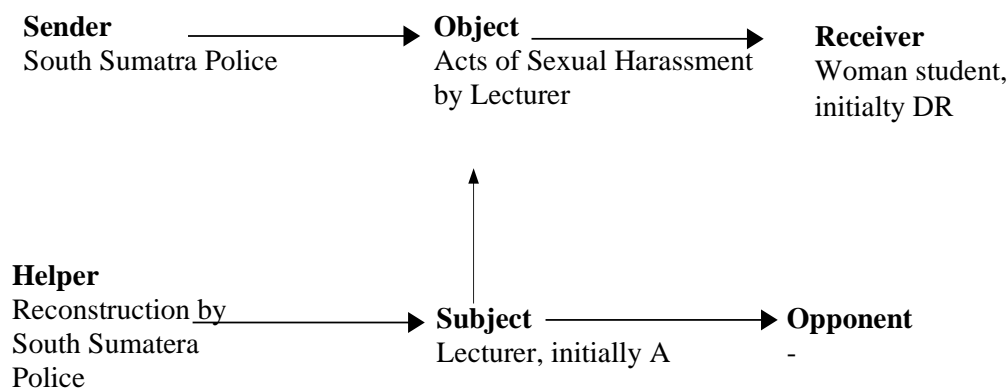 Sender
South Sumatra Police
Object
Acts of Sexual Harassment
by Lecturer
Receiver
Woman student,
initialty DR
Helper
Reconstruction by
South Sumatera
Police
Subject
Lecturer, initially A
Opponent
-